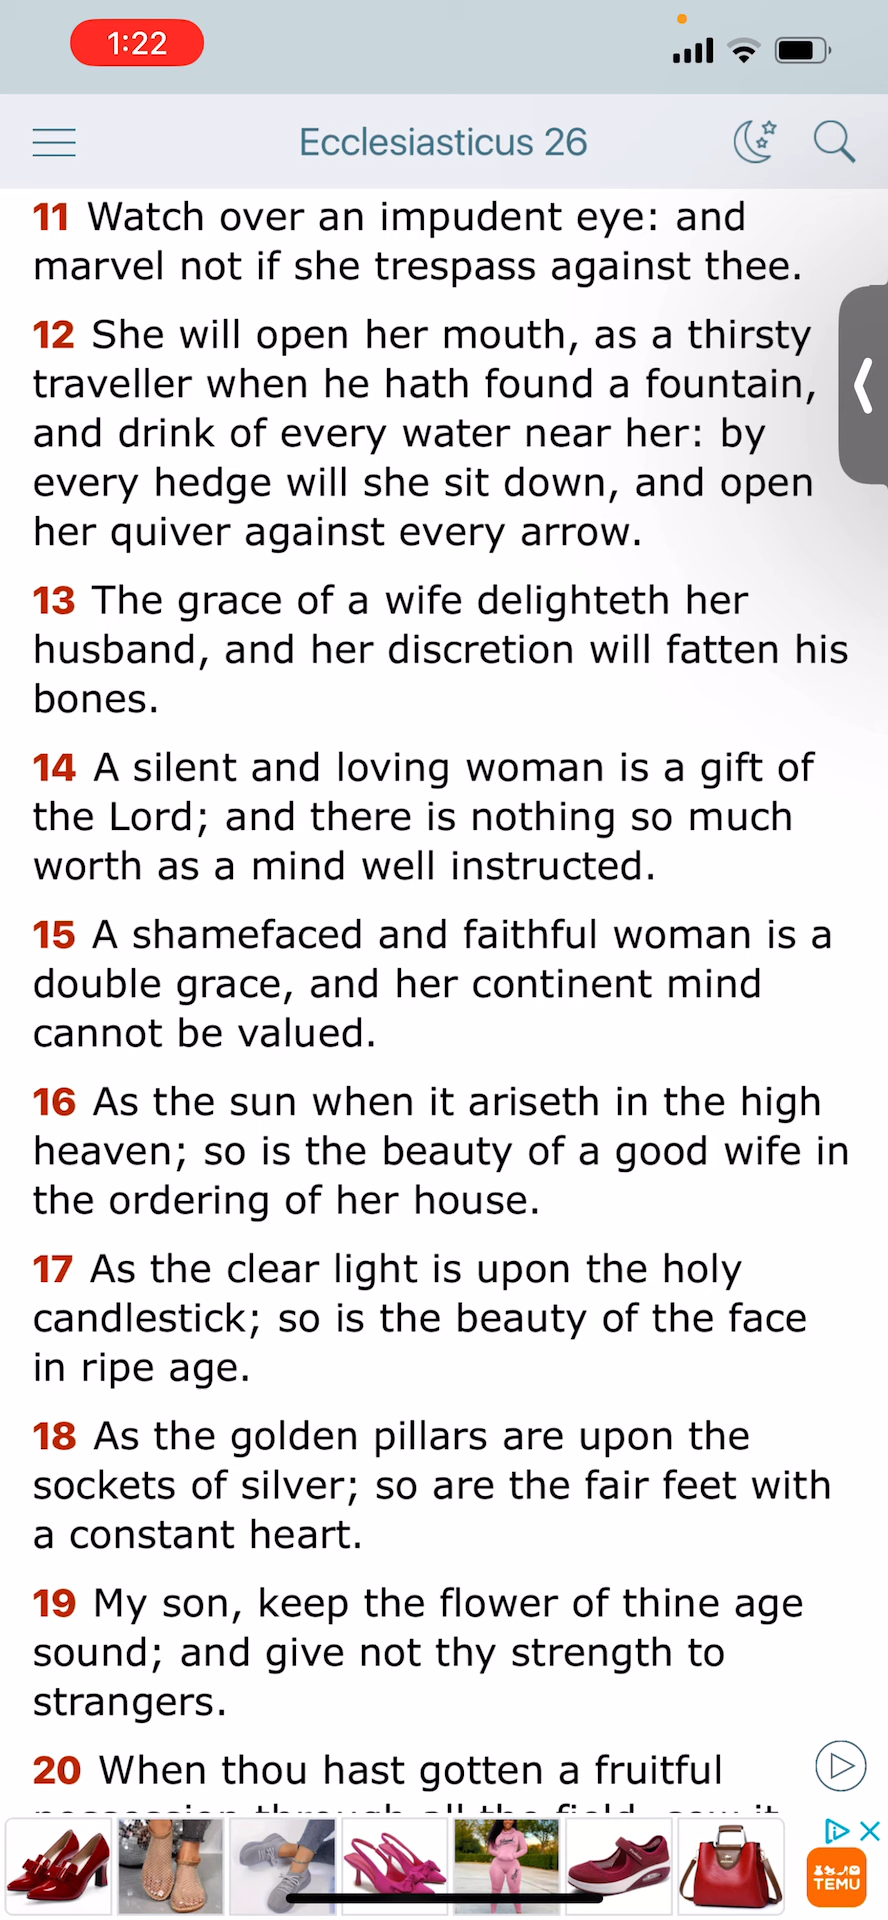 1:22
Ecclesiasticus 26
11 Watch over an impudent eye: and
marvel not if she trespass against thee.
12 She will open her mouth, as a thirsty
traveller when he hath found a fountain,
and drink of every water near her: by
every hedge will she sit down, and open
her quiver against every arrow.
13 The grace of a wife delighteth her
husband, and her discretion will fatten his
bones.
14 A silent and loving woman is a gift of
the Lord; and there is nothing so much
worth as a mind well instructed.
15 A shamefaced and faithful woman is a
double grace, and her continent mind
cannot be valued.
16 As the sun when it ariseth in the high
heaven; so is the beauty of a good wife in
the ordering of her house.
17 As the clear light is upon the holy
candlestick; so is the beauty of the face
in ripe age.
18 As the golden pillars are upon the
sockets of silver; so are the fair feet with
a constant heart.
19 My son, keep the flower of thine age
sound; and give not thy strength to
strangers.
20 When thou hast gotten a fruitful
possession through all the field, sow it
TEMU